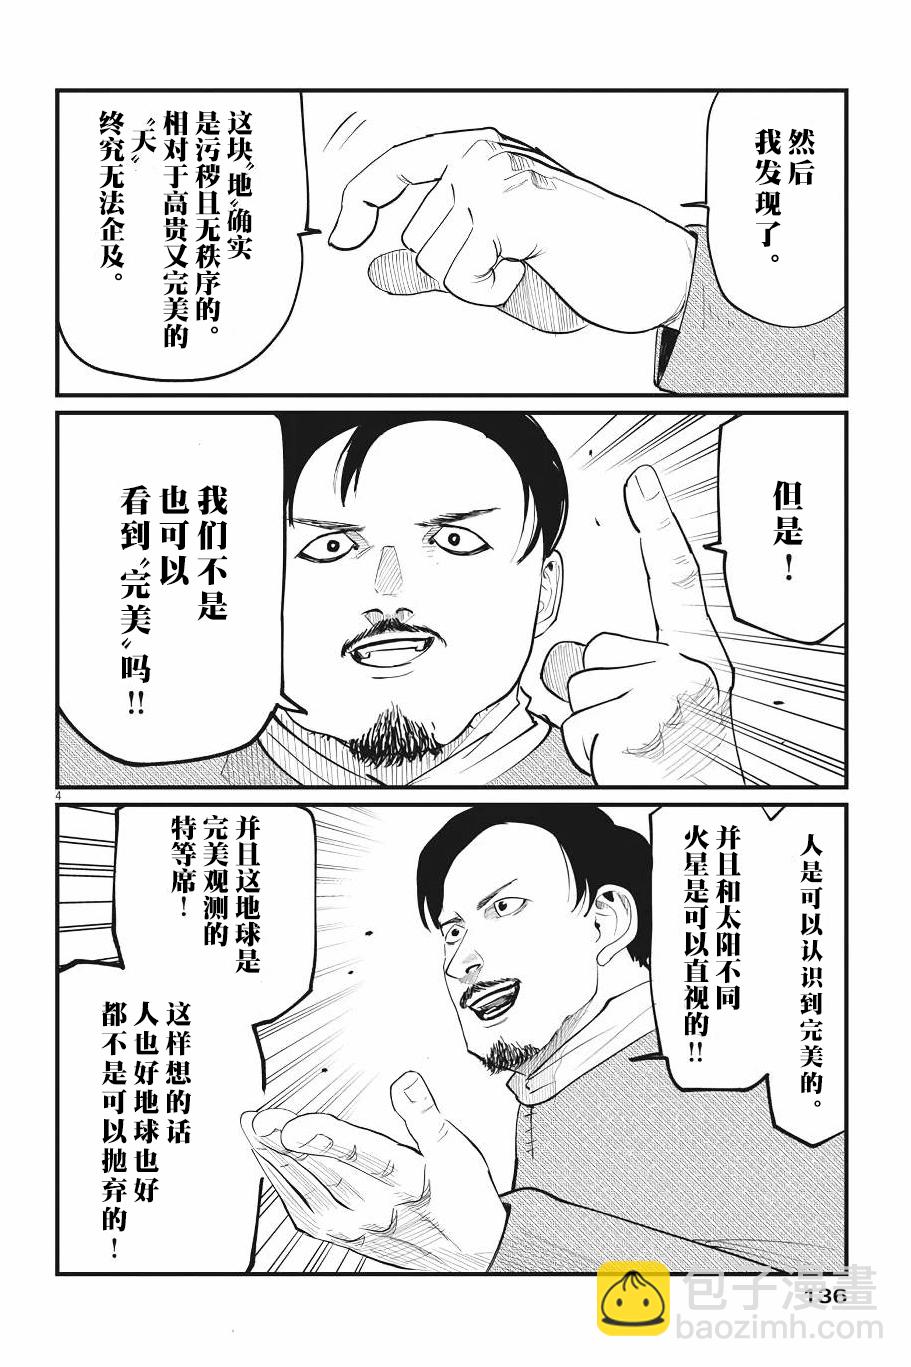 然后
我发现了。
这块“地”确实
是污秽且无秩序的。
相对于高贵又完美的
“天”
终究无法企及。
但是！
我们不是
也可以
看到“完美”吗!!
4
人是可以认识到完美的。
并且和太阳不同
火星是可以直视的!!
并且这地球是
完美观测的
特等席！
这样想的话
人也好地球也好
都不是可以抛弃的！
136
包子漫畫
baozimh.com